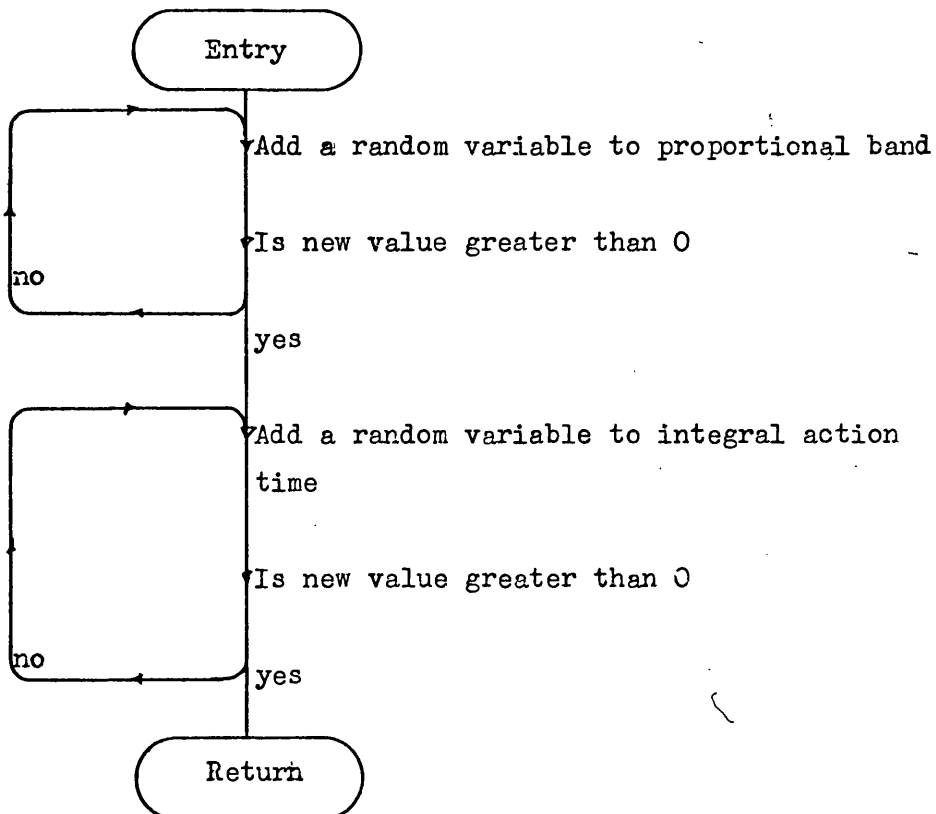 Entry
Add a random variable to proportional band
Is new value greater than 0
no
yes
Add a random variable to integral action
time
Is new value greater than 0
no
yes
Return